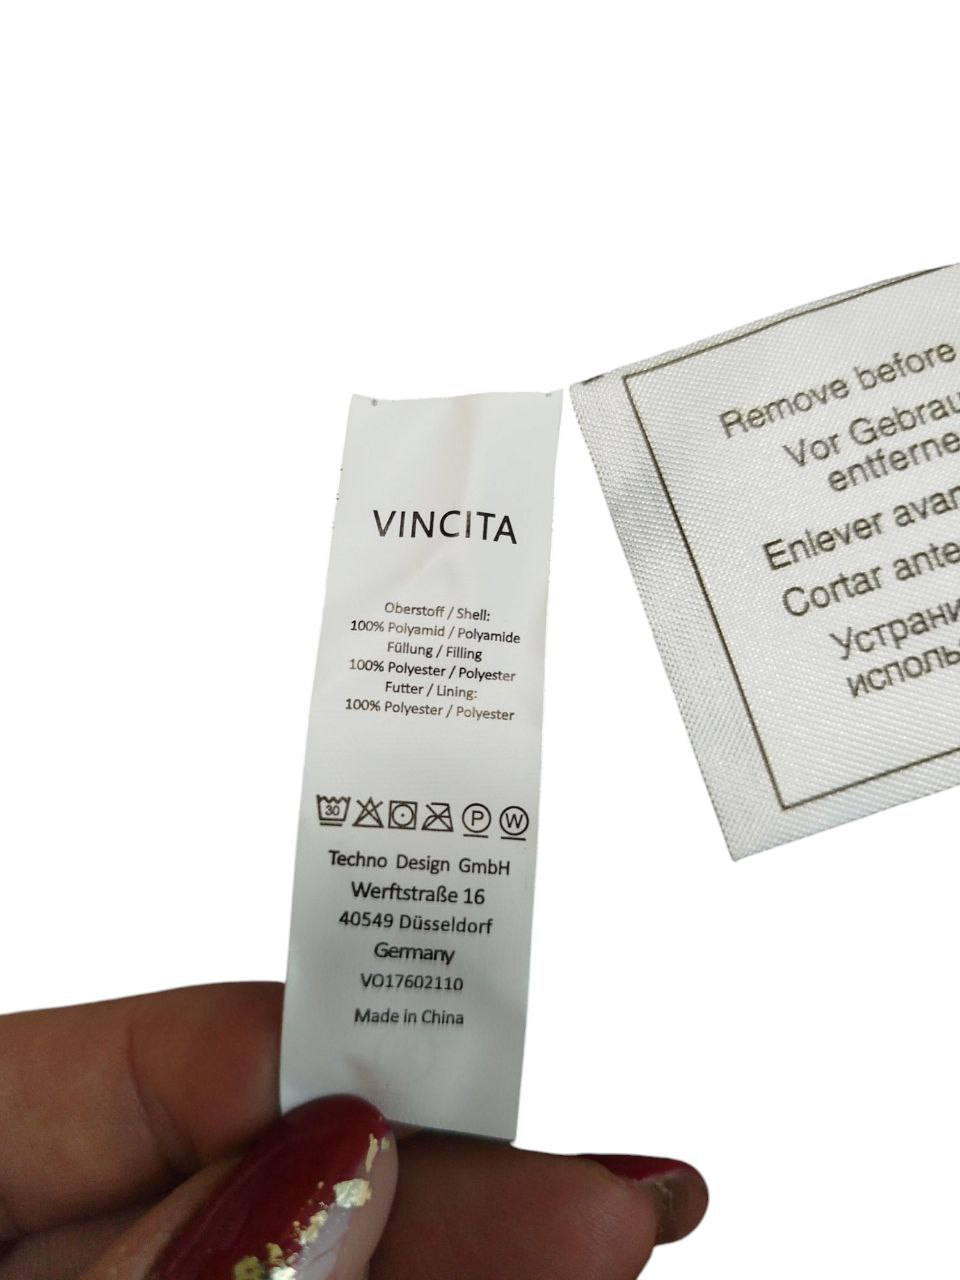 VINCITA
Oberstoff / Shell:
100% Polyamid / Polyamide
Füllung / Filling
100% Polyester / Polyester
Futter / Lining:
100% Polyester / Polyester
30
P
W
Techno Design GmbH
Werftstraße 16
40549 Düsseldorf
Germany
VO17602110
Made in China
Remove before
Vor Gebrau
entferne
Enlever avan
Cortar ante
Устрани
исполь